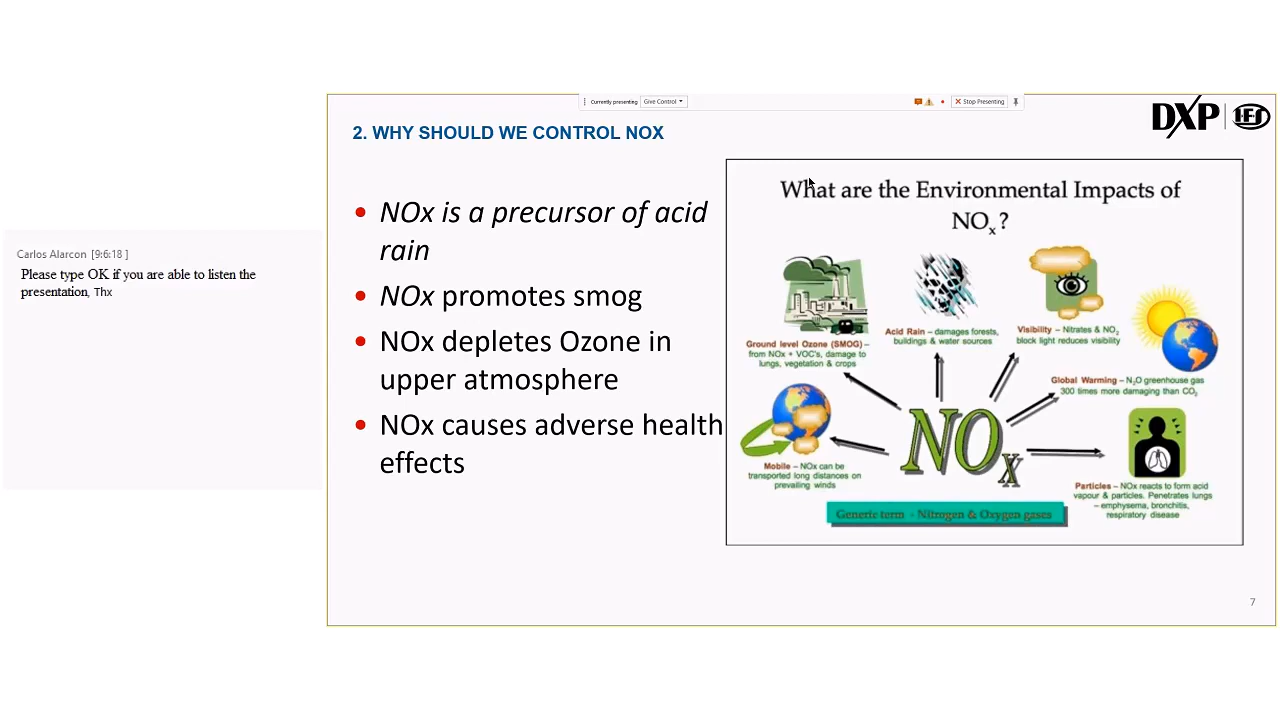 Carlos Alarcon [9:6:18 ]
Please type OK if you are able to listen the
presentation, Thx
Currently presenting
Give Control
Stop Presenting
DXP
IFS
2. WHY SHOULD WE CONTROL NOX
NOx is a precursor of acid
rain
NOx promotes smog
NOx depletes Ozone in
upper atmosphere
NOx causes adverse health
effects
What are the Environmental Impacts of
NOx?
Ground level Ozone (SMOG) –
from NOx + VOC's, damage to
lungs, vegetation & crops
Acid Rain – damages forests,
buildings & water sources
Visibility – Nitrates & NO2
block light reduces visibility
Global Warming – N2O greenhouse gas
300 times more damaging than CO2
Mobile – NOx can be
transported long distances on
prevailing winds
NOx
Particles – NOx reacts to form acid
vapour & particles. Penetrates lungs
– emphysema, bronchitis,
respiratory disease
Generic term - Nitrogen & Oxygen gases
7